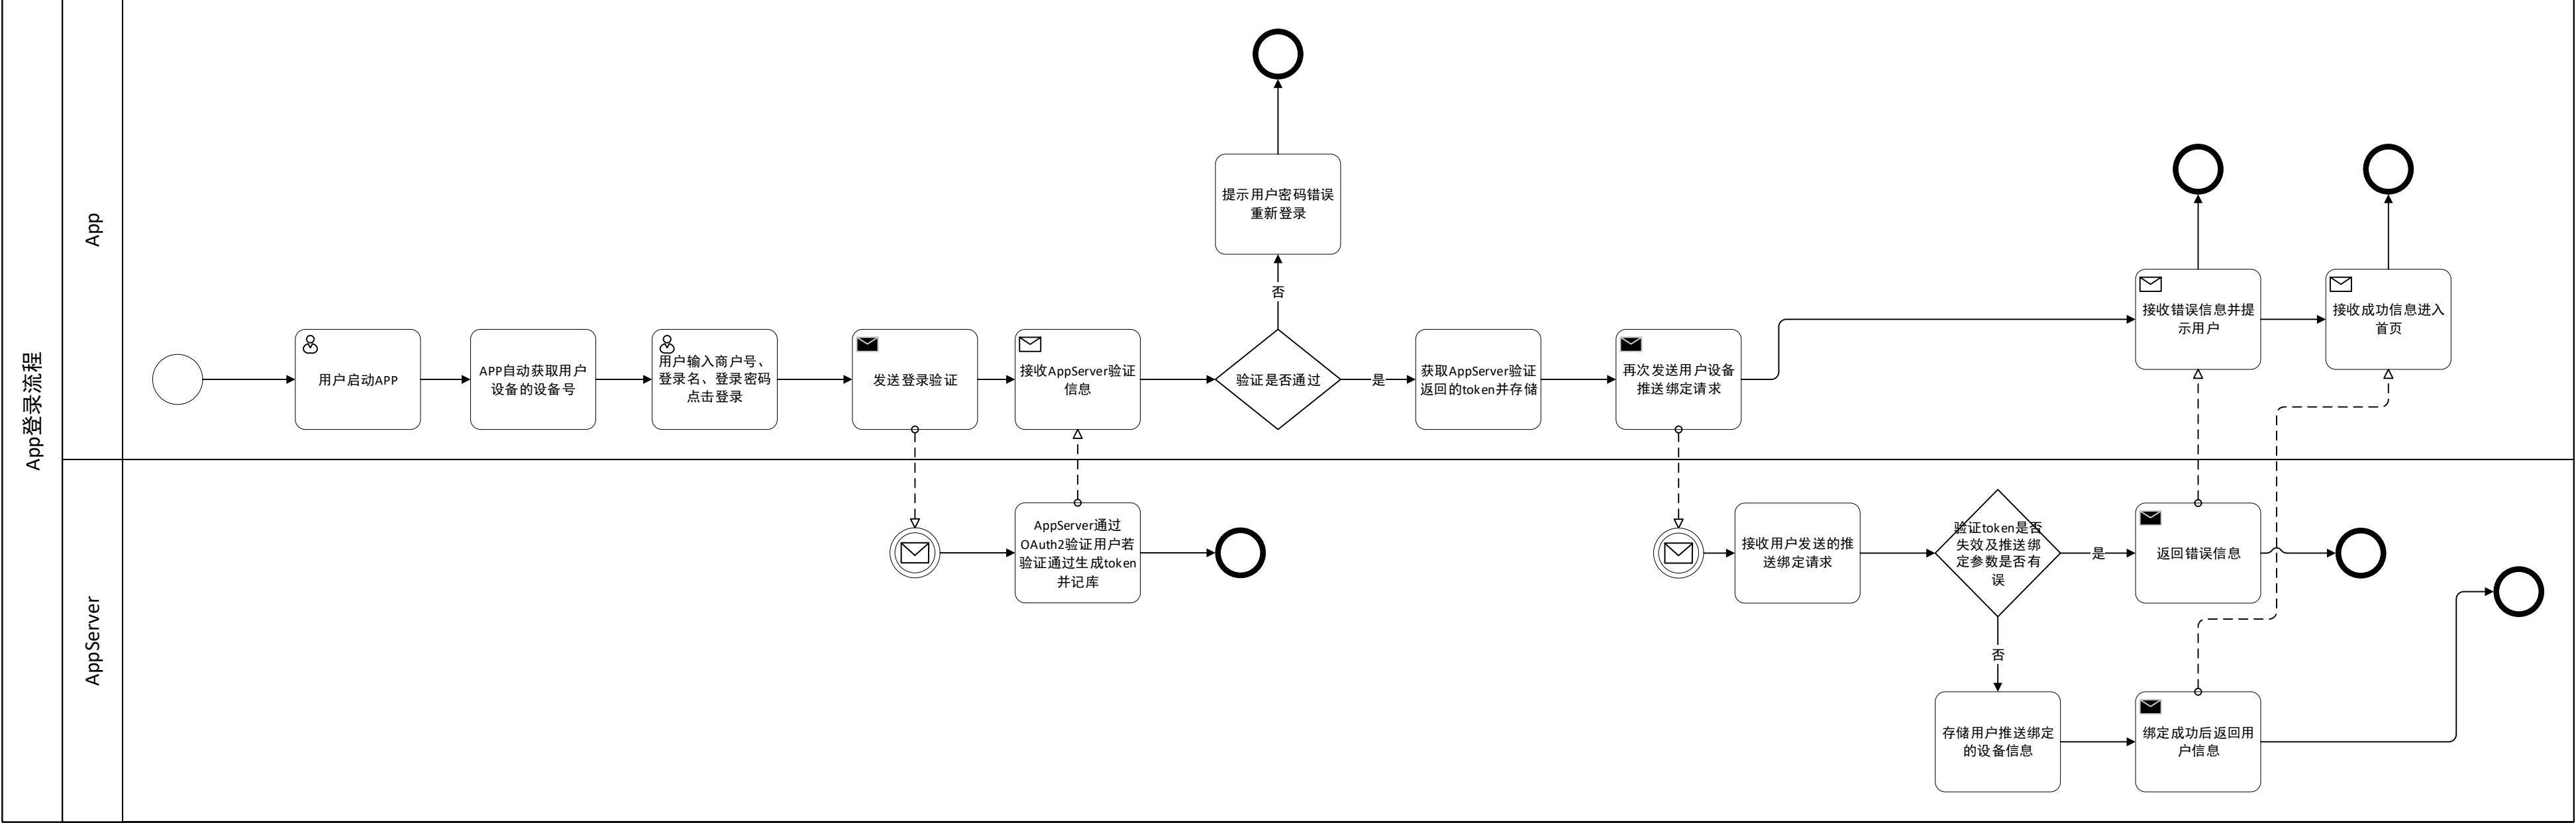 App登录流程
App
提示用户密码错误
重新登录
否
用户启动APP
APP自动获取用户
设备的设备号
用户输入商户号、
登录名、登录密码
点击登录
发送登录验证
接收AppServer验证
信息
验证是否通过
是
获取AppServer验证
返回的token并存储
再次发送用户设备
推送绑定请求
接收错误信息并提
示用户
接收成功信息进入
首页
AppServer
AppServer通过
OAuth2验证用户若
验证通过生成token
并记库
接收用户发送的推
送绑定请求
验证token是否
失效及推送绑
定参数是否有
误
是
返回错误信息
否
存储用户推送绑定
的设备信息
绑定成功后返回用
户信息